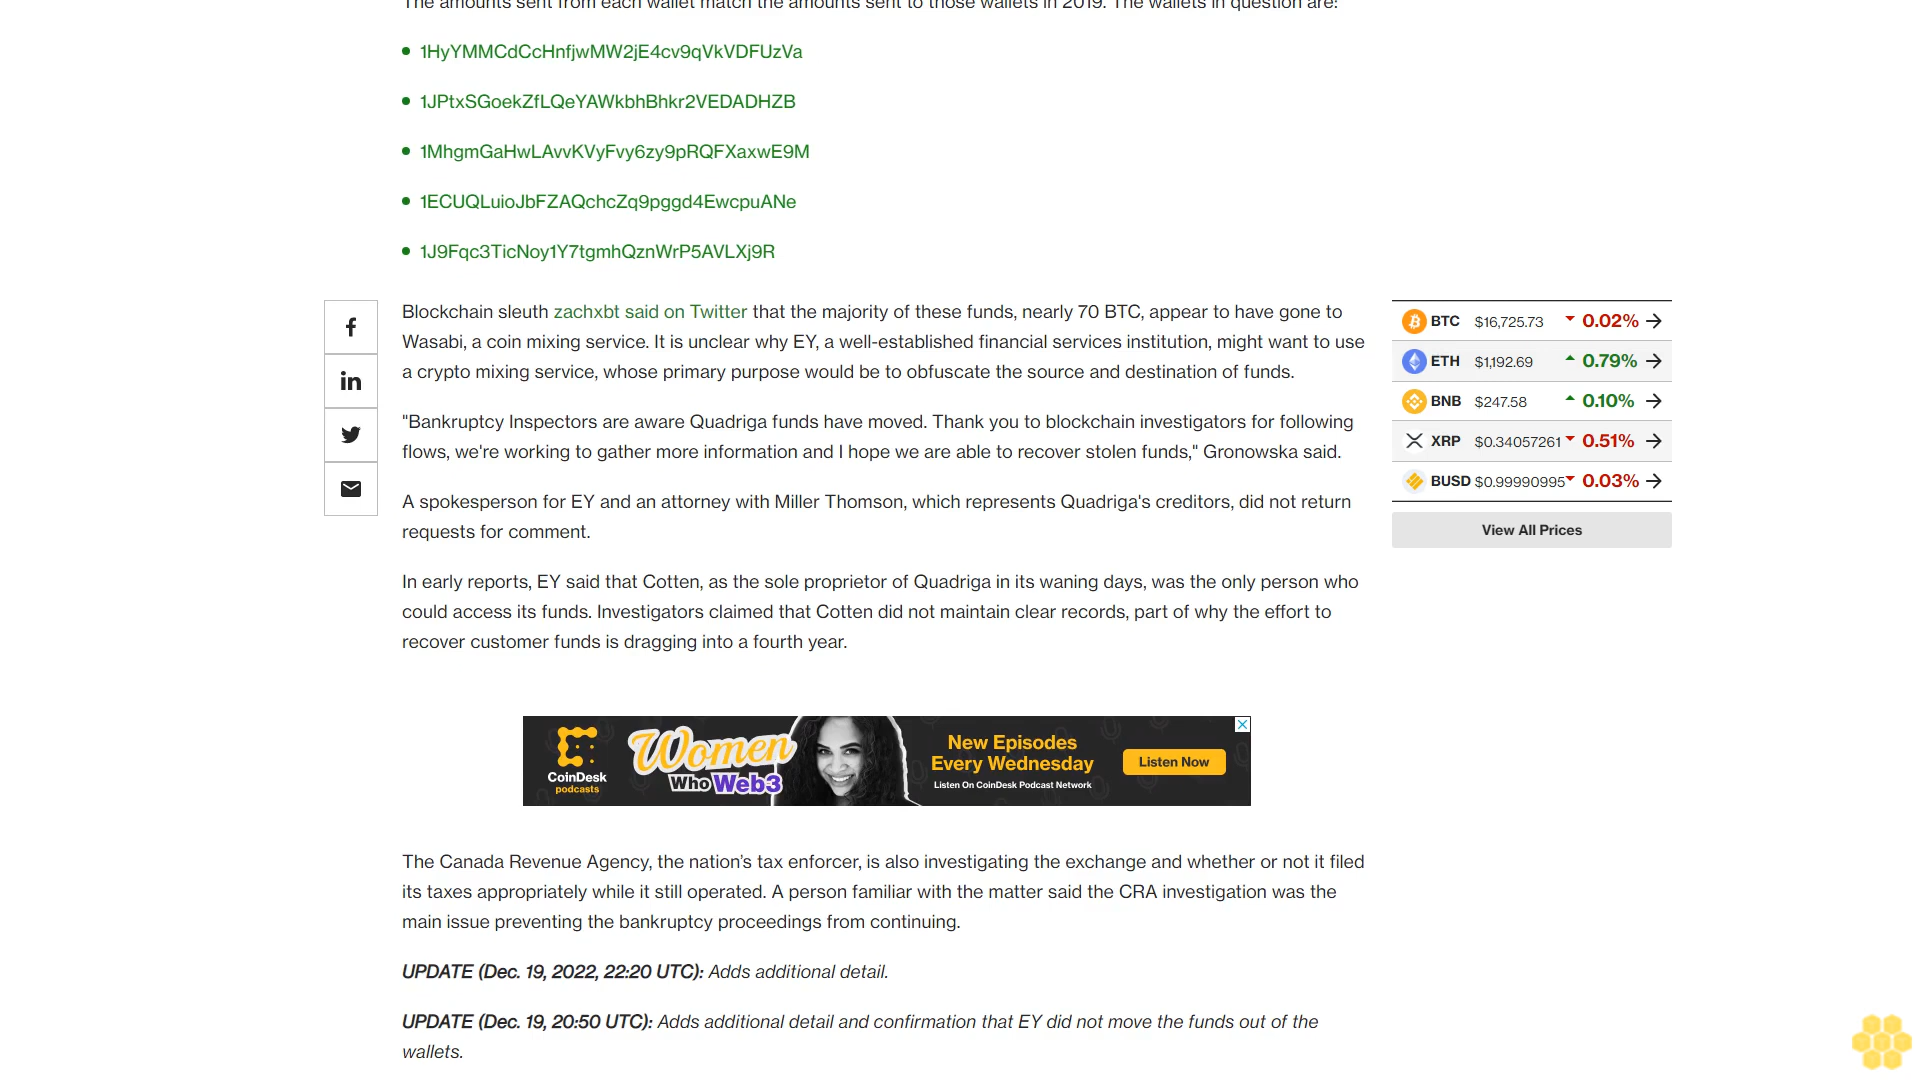 The amounts sent from each wallet match the amounts sent to those wallets in 2019. The wallets in question are:
1HyYMMCdCcHnfjwMW2jE4cv9qVkVDFUzVa
1JPtxSGoekZfLQeYAWkbhBhkr2VEDADHZB
1MhgmGaHwLAvvKVyFvy6zy9pRQFXaxwE9M
1ECUQLuioJbFZAQchcZq9pggd4EwcpuANe
1J9Fqc3TicNoy1Y7tgmhQznWrP5AVLXj9R
Blockchain sleuth zachxbt said on Twitter that the majority of these funds, nearly 70 BTC, appear to have gone to
Wasabi, a coin mixing service. It is unclear why EY, a well-established financial services institution, might want to use
a crypto mixing service, whose primary purpose would be to obfuscate the source and destination of funds.
"Bankruptcy Inspectors are aware Quadriga funds have moved. Thank you to blockchain investigators for following
flows, we're working to gather more information and I hope we are able to recover stolen funds," Gronowska said.
A spokesperson for EY and an attorney with Miller Thomson, which represents Quadriga's creditors, did not return
requests for comment.
In early reports, EY said that Cotten, as the sole proprietor of Quadriga in its waning days, was the only person who
could access its funds. Investigators claimed that Cotten did not maintain clear records, part of why the effort to
recover customer funds is dragging into a fourth year.
BTC $16,725.73 0.02%
ETH $1,192.69 0.79%
BNB $247.58 0.10%
XRP $0.34057261 0.51%
BUSD $0.99990995 0.03%
View All Prices
CoinDesk
podcasts
Women
Who Web3
New Episodes
Every Wednesday
Listen On CoinDesk Podcast Network
Listen Now
The Canada Revenue Agency, the nation's tax enforcer, is also investigating the exchange and whether or not it filed
its taxes appropriately while it still operated. A person familiar with the matter said the CRA investigation was the
main issue preventing the bankruptcy proceedings from continuing.
UPDATE (Dec. 19, 2022, 22:20 UTC): Adds additional detail.
UPDATE (Dec. 19, 20:50 UTC): Adds additional detail and confirmation that EY did not move the funds out of the
wallets.